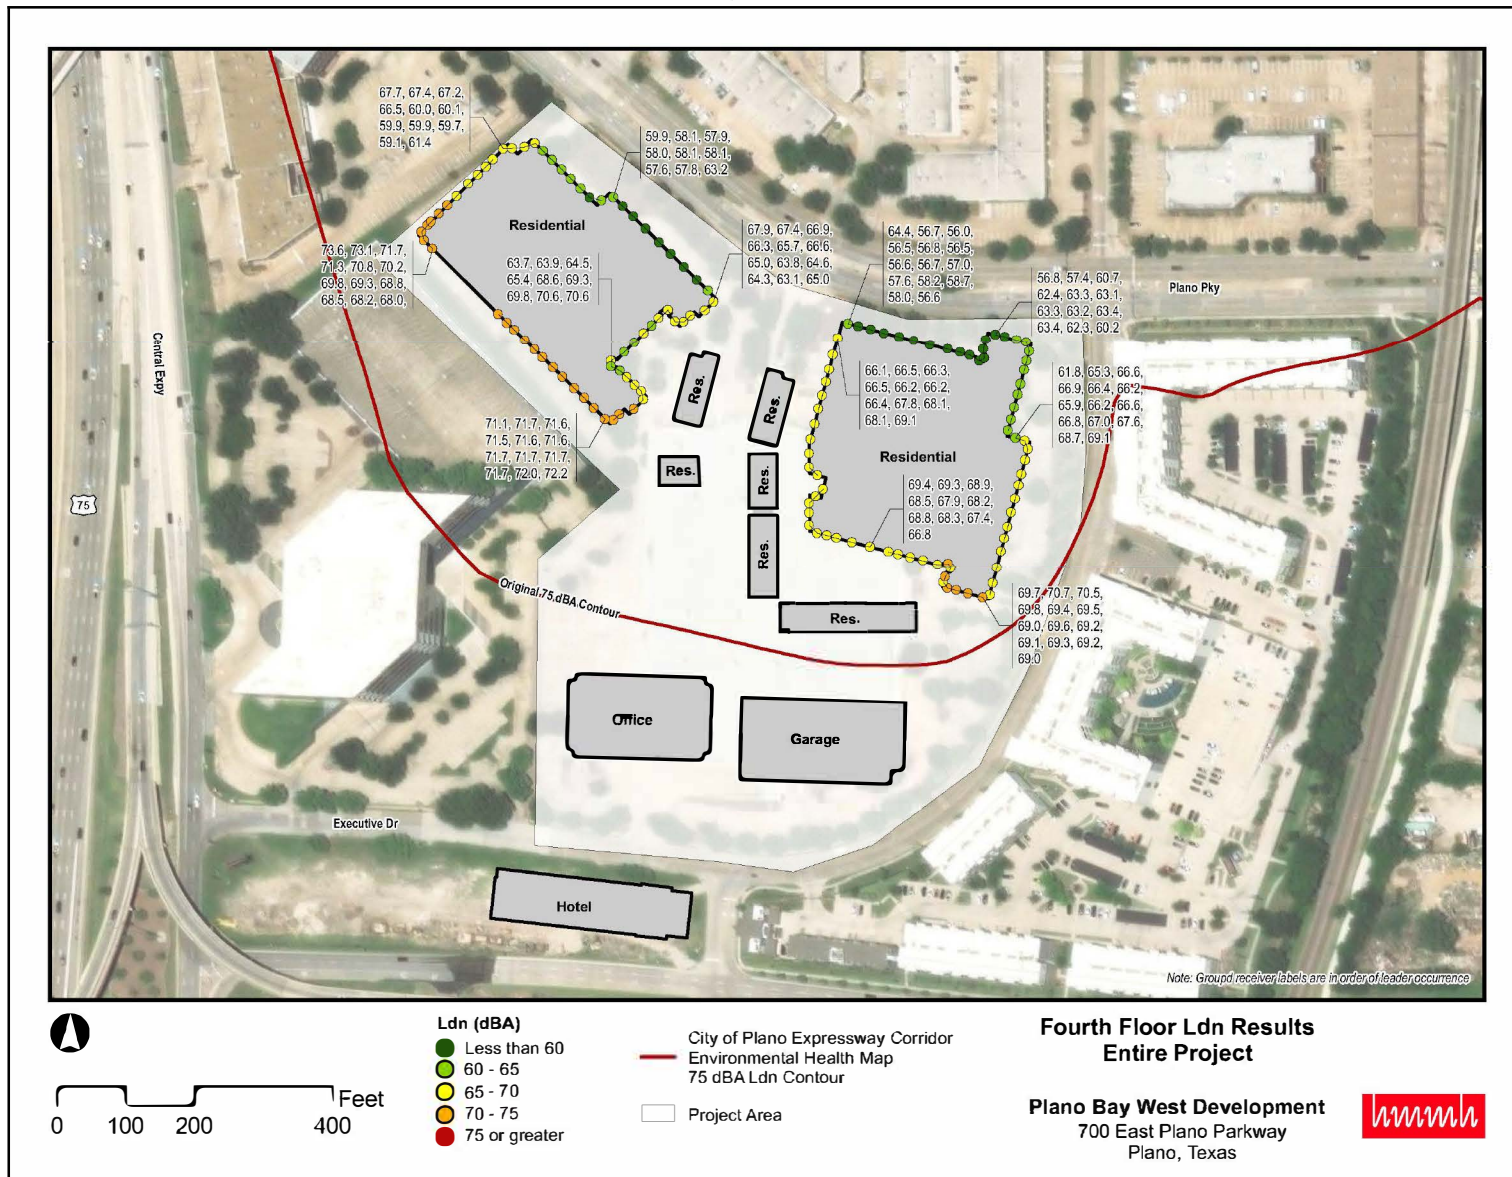 67.7, 67.4, 67.2,
66.5, 60.0, 60.1,
59.9, 59.9, 59.7,
59.1, 61.4
59.9, 58.1, 57.9,
58.0, 58.1, 58.1,
57.6, 57.8, 63.2
Residential
73.6, 73.1, 71.7,
71.3, 70.8, 70.2,
69.8, 69.3, 68.8,
68.5, 68.2, 68.0,
63.7, 63.9, 64.5,
65.4, 68.6, 69.3,
69.8, 70.6, 70.6
67.9, 67.4, 66.9,
66.3, 65.7, 66.6,
65.0, 63.8, 64.6,
64.3, 63.1, 65.0
64.4, 56.7, 56.0,
56.5, 56.8, 56.5,
56.6, 56.7, 57.0,
57.6, 58.2, 58.7,
58.0, 56.6
56.8, 57.4, 60.7,
62.4, 63.3, 63.1,
63.3, 63.2, 63.4,
63.4, 62.3, 60.2
Plano Pky
Central Expy
75
66.1, 66.5, 66.3,
66.5, 66.2, 66.2,
66.4, 67.8, 68.1,
68.1, 69.1
61.8, 65.3, 66.6,
66.9, 66.4, 66.2,
65.9, 66.2, 66.6,
66.8, 67.0, 67.6,
68.7, 69.1
Res.
Res.
71.1, 71.7, 71.6,
71.5, 71.6, 71.6,
71.7, 71.7, 71.7,
71.7, 72.0, 72.2
Res.
Res.
Residential
69.4, 69.3, 68.9,
68.5, 67.9, 68.2,
68.8, 68.3, 67.4,
66.8
Res.
Original 75 dBA Contour
Res.
69.7, 70.7, 70.5,
69.8, 69.4, 69.5,
69.0, 69.6, 69.2,
69.1, 69.3, 69.2,
69.0
Office
Garage
Executive Dr
Hotel
Note: Groupd receiver labels are in order of leader occurrence
Feet
0 100 200 400
Ldn (dBA)
Less than 60
60 - 65
65 - 70
70 - 75
75 or greater
City of Plano Expressway Corridor
Environmental Health Map
75 dBA Ldn Contour
Project Area
Fourth Floor Ldn Results
Entire Project
Plano Bay West Development
700 East Plano Parkway
Plano, Texas
hmmh